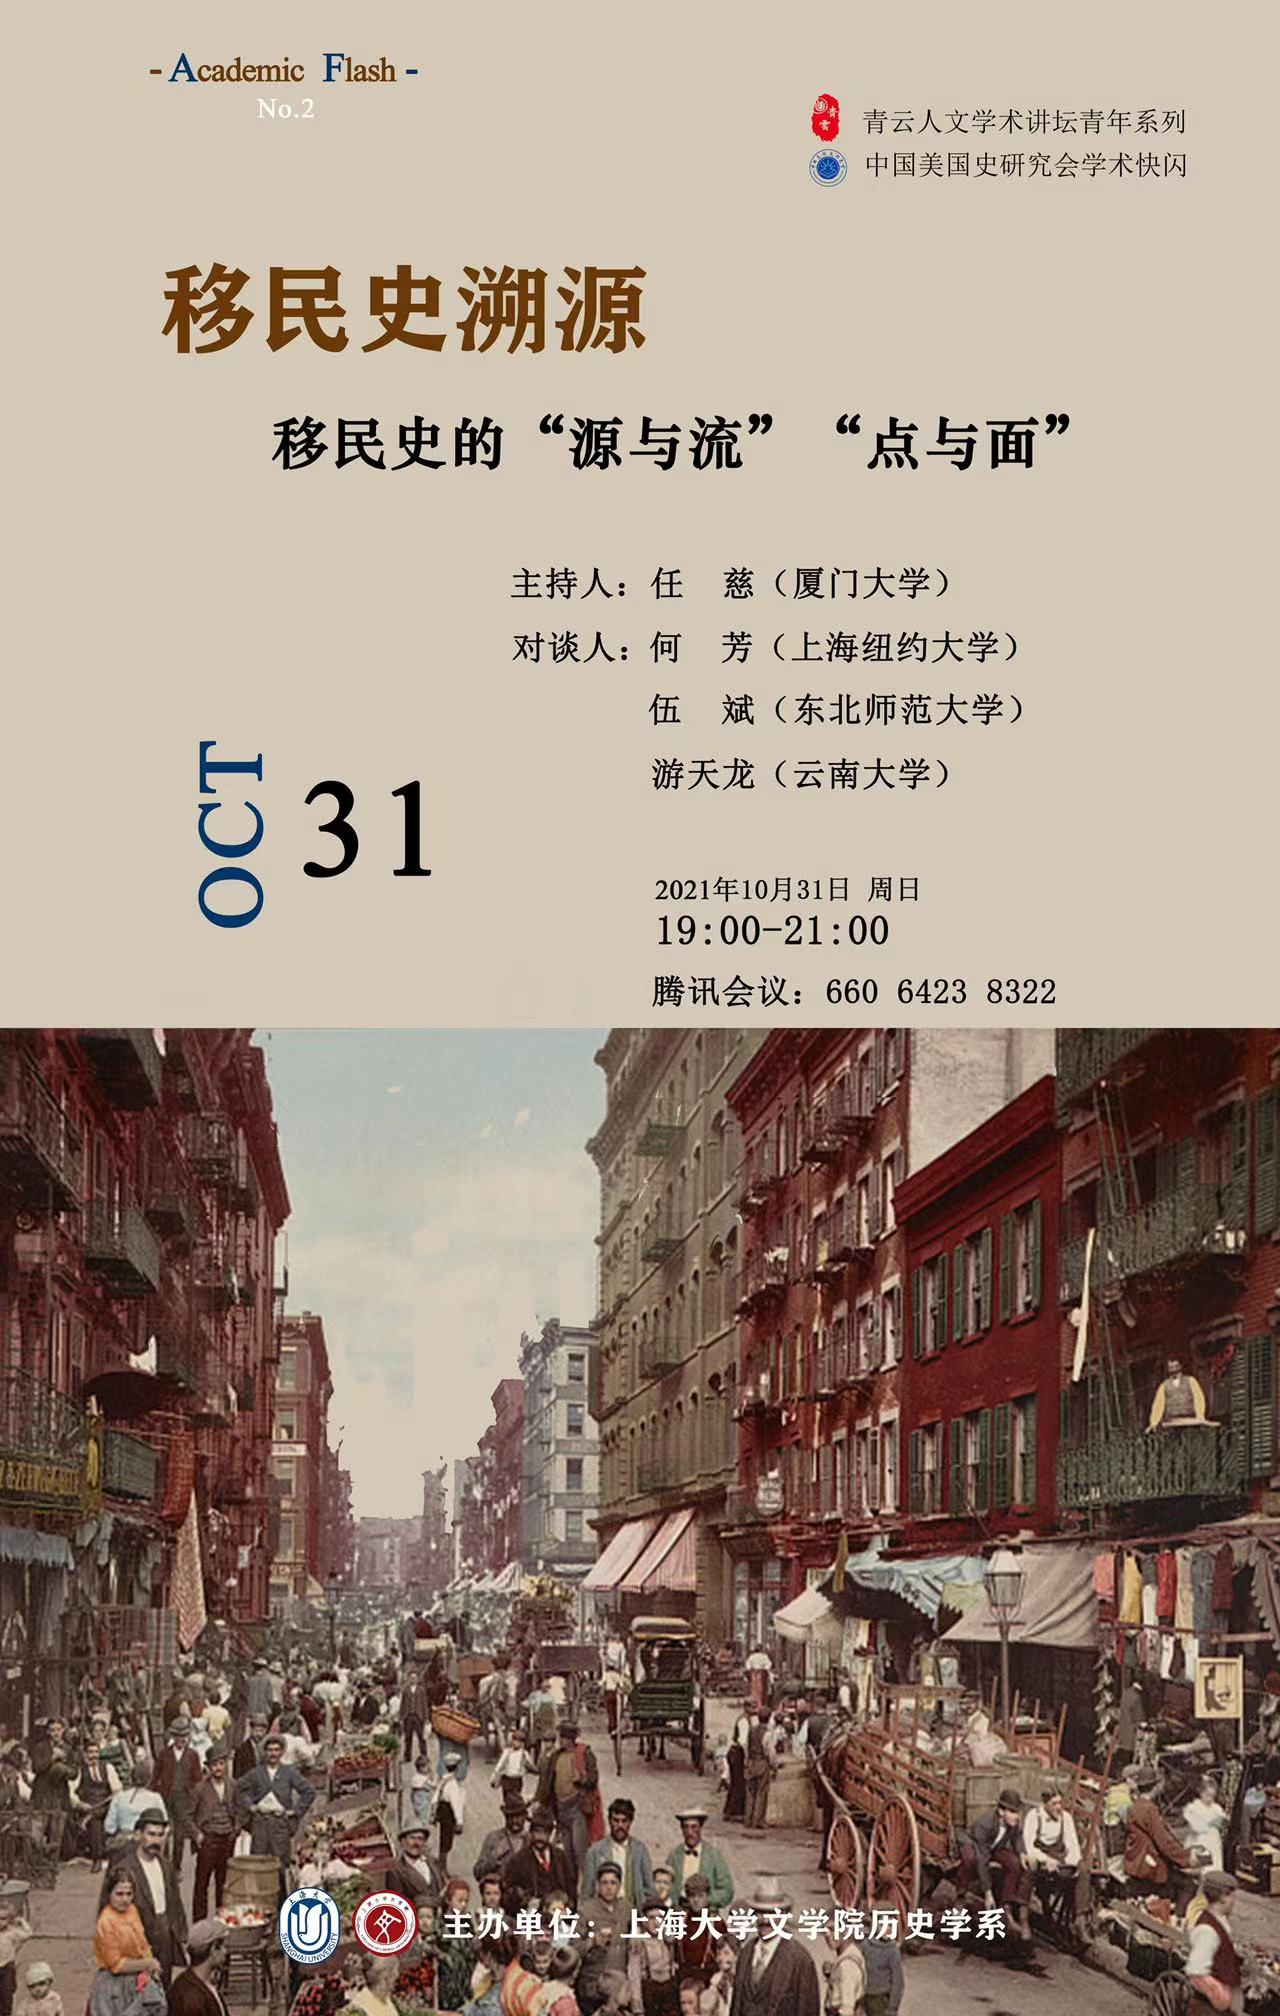 - Academic Flash -
No.2
青云人文学术讲坛青年系列
中国美国史研究会学术快闪
移民史溯源
移民史的“源与流”“点与面”
主持人：任 慈（厦门大学）
对谈人：何 芳（上海纽约大学）
伍 斌（东北师范大学）
游天龙（云南大学）
OCT 31
2021年10月31日 周日
19:00-21:00
腾讯会议：660 6423 8322
上海大学
SHANGHAI UNIVERSITY
主办单位：上海大学文学院历史学系